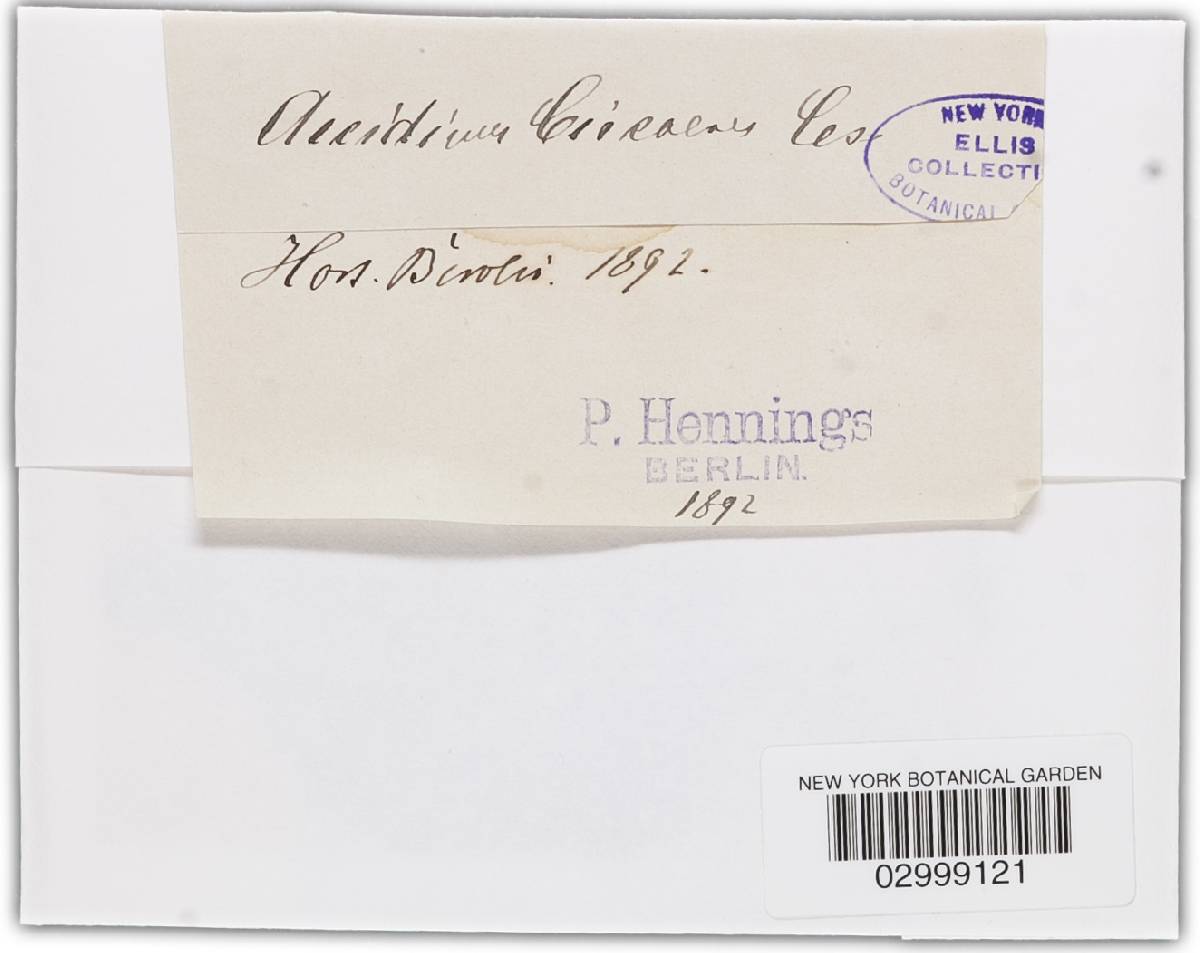 Aecidium Circaeae Ces
NEW YORK
ELLIS
COLLECTI
BOTANICAL
Hort. Berolin. 1892.
P. Hennings
BERLIN.
1892
NEW YORK BOTANICAL GARDEN
02999121